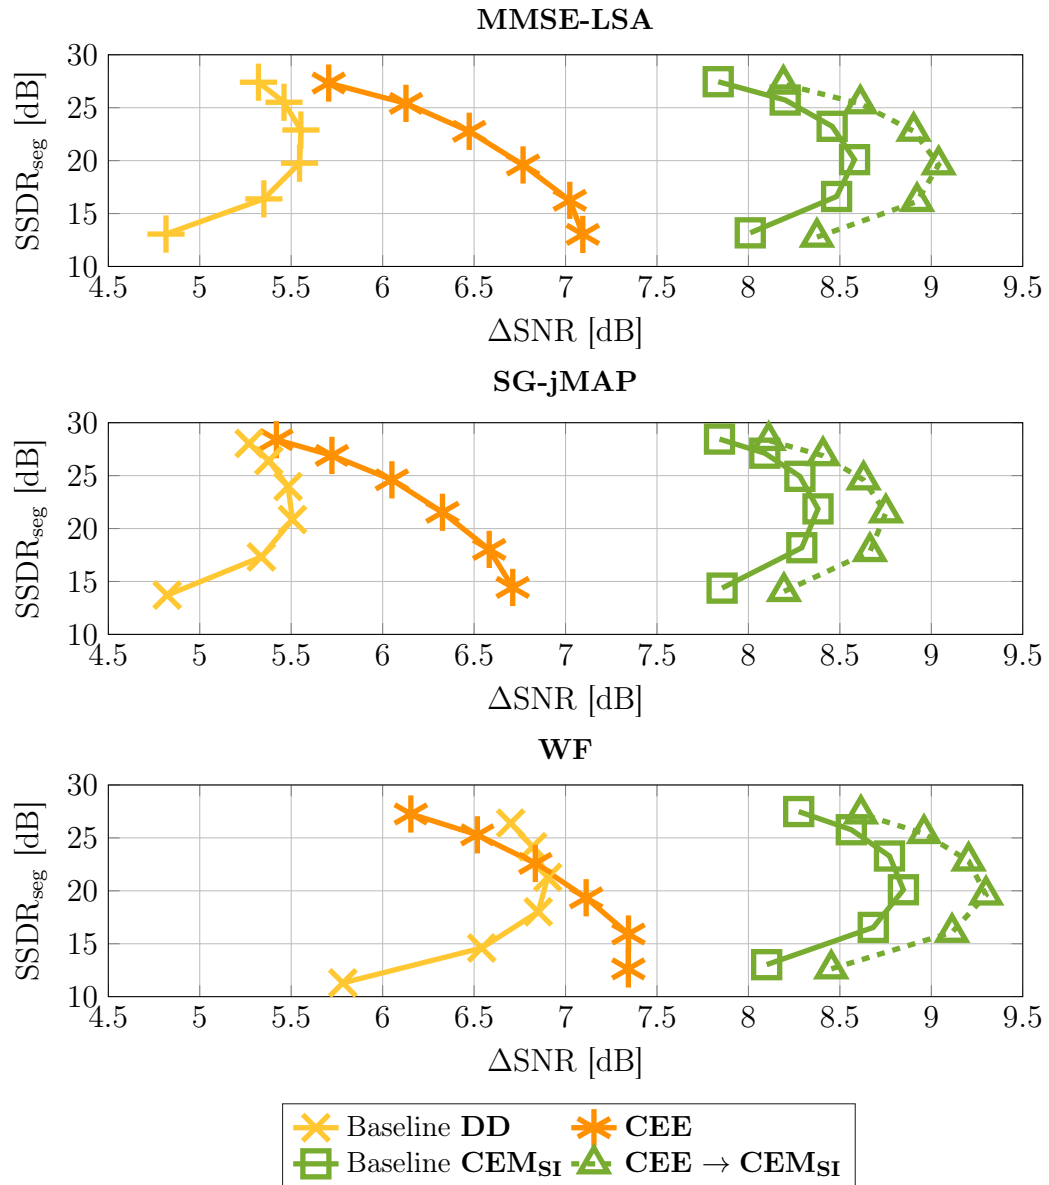 MMSE-LSA
30
25
20
15
10
SSDRseg [dB]
4.5 5 5.5 6 6.5 7 7.5 8 8.5 9 9.5
ΔSNR [dB]
SG-jMAP
30
25
20
15
10
SSDRseg [dB]
4.5 5 5.5 6 6.5 7 7.5 8 8.5 9 9.5
ΔSNR [dB]
WF
30
25
20
15
10
SSDRseg [dB]
4.5 5 5.5 6 6.5 7 7.5 8 8.5 9 9.5
ΔSNR [dB]
Baseline DD CEE
Baseline CEMSI CEE → CEMSI